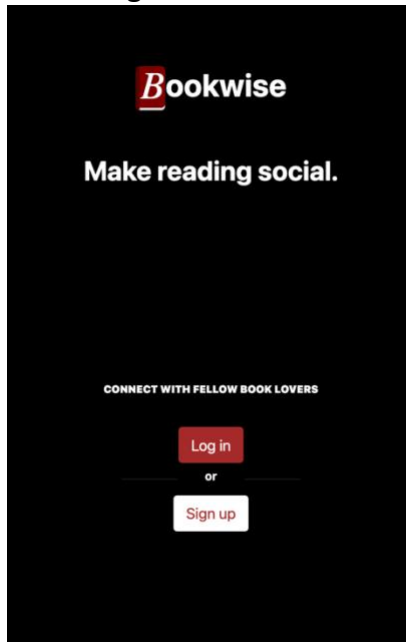 Bookwise
Make reading social.
CONNECT WITH FELLOW BOOK LOVERS
Log in
or
Sign up